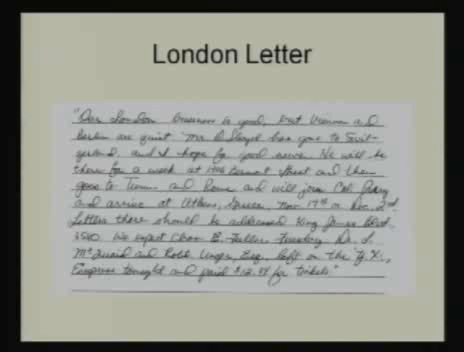 London Letter
"Our London business is good, but Vienna and
Berlin are quiet. Mr. D. Lloyd has gone to Swit-
zerland, and I hope for good news. He will be
there for a week at Street and then
goes to Turin and Rome and will join Col. Parry
and arrive at Athens, Greece, Nov 17th or Dec. 2nd.
Letters there should be addressed King James Blvd.
3580. We expect Chas E. Fuller Tuesday. Dr. L.
McQuaid and Robt. Unger, Esq. left on the Y.X.,
Express tonight and paid for tickets"